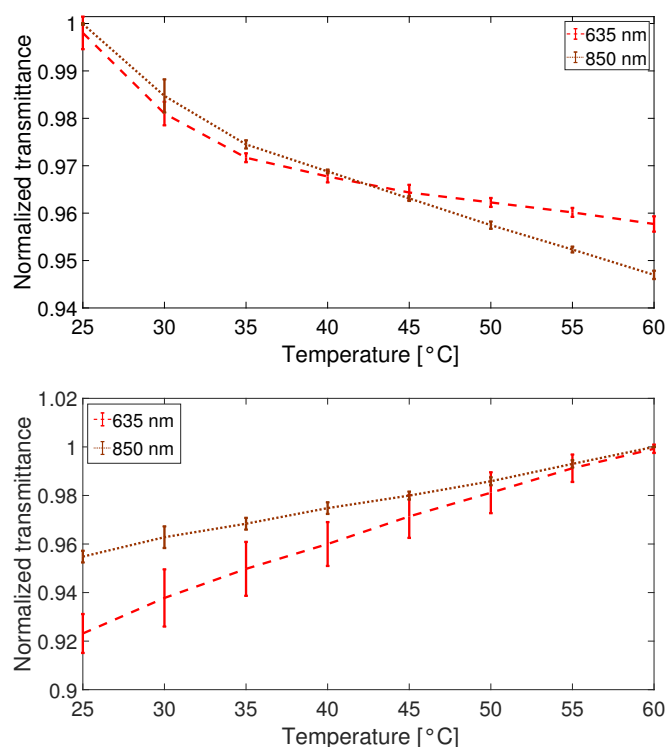 1
0.99
0.98
0.97
0.96
0.95
0.94
Normalized transmittance
635 nm
850 nm
25 30 35 40 45 50 55 60
Temperature [°C]
1.02
1
0.98
0.96
0.94
0.92
0.9
Normalized transmittance
635 nm
850 nm
25 30 35 40 45 50 55 60
Temperature [°C]